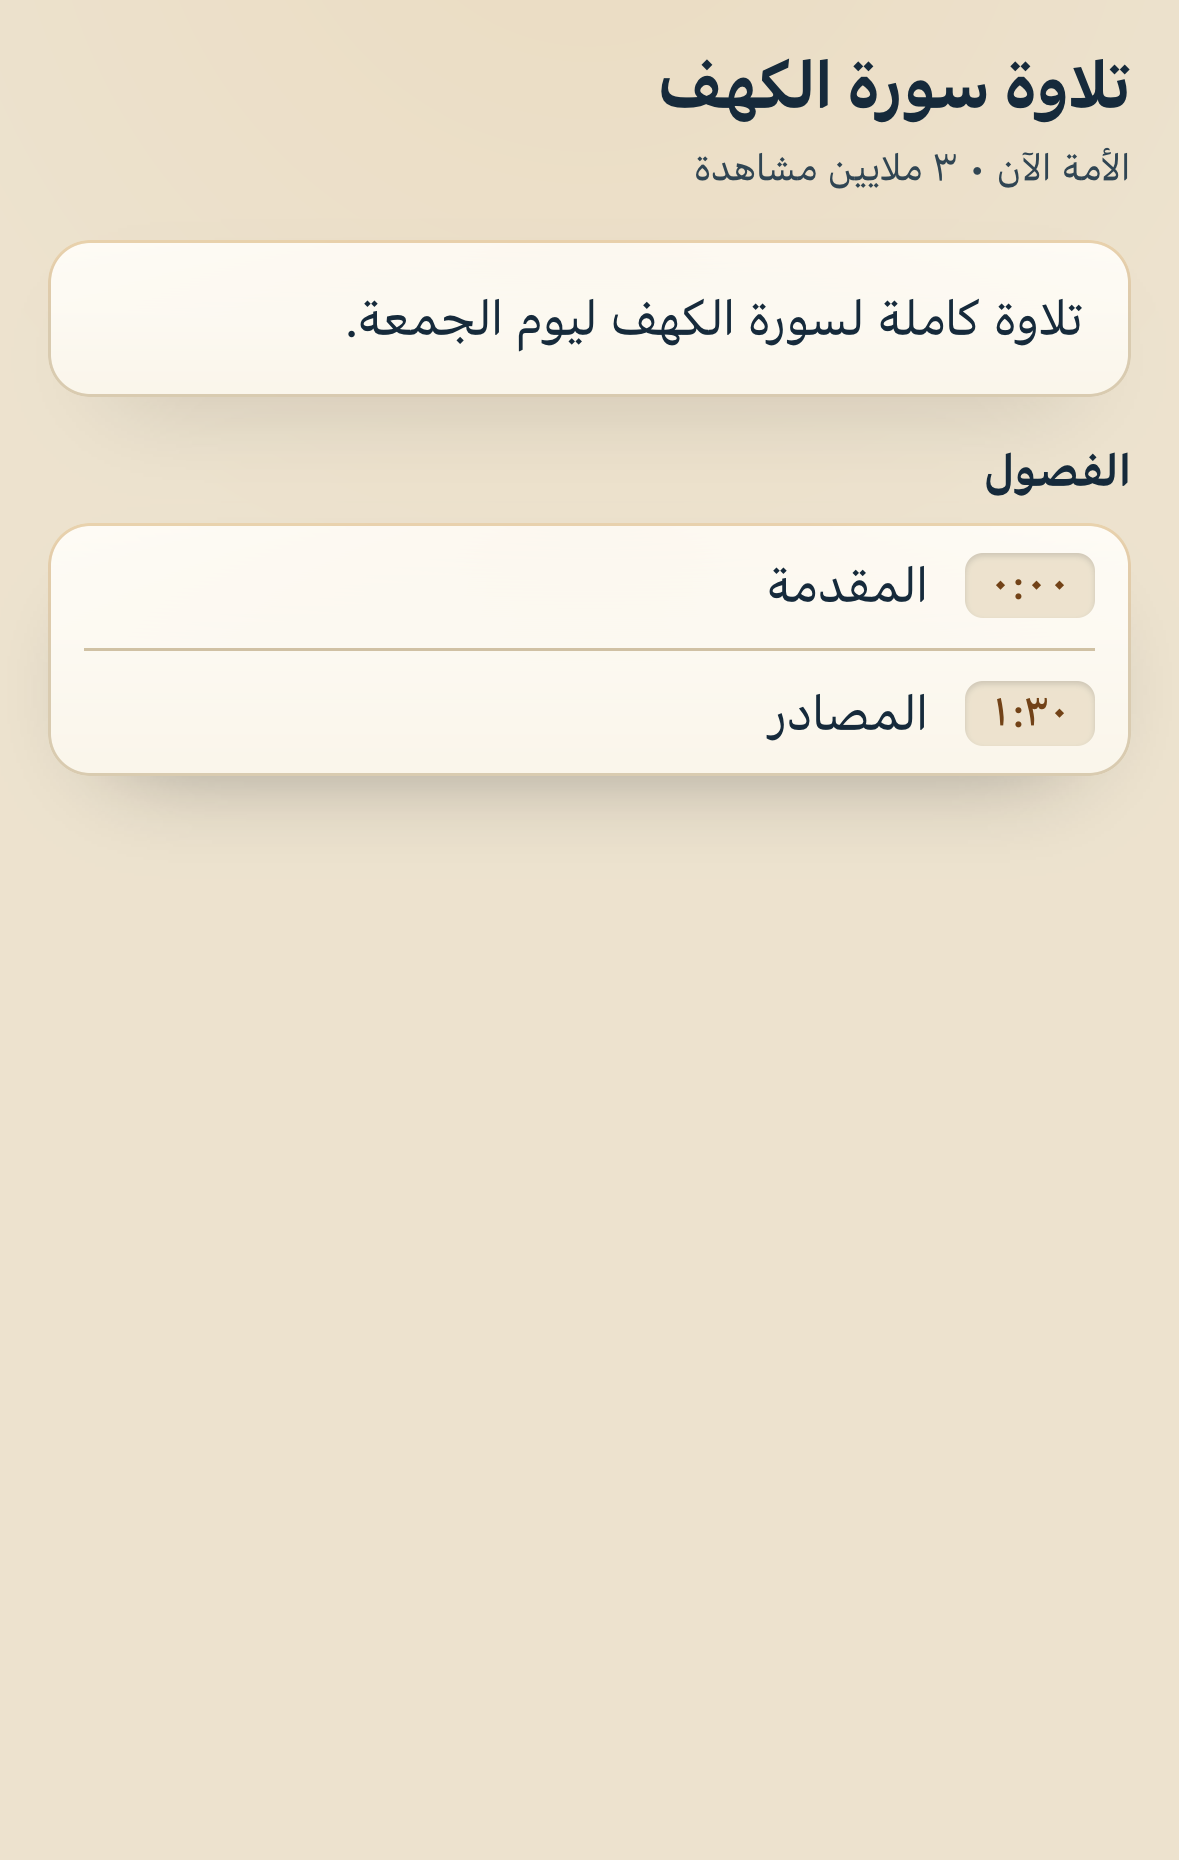 تلاوة سورة الكهف
الأمة الآن • ٣ ملايين مشاهدة
تلاوة كاملة لسورة الكهف ليوم الجمعة.
الفصول
٠:٠٠ المقدمة
١:٣٠ المصادر